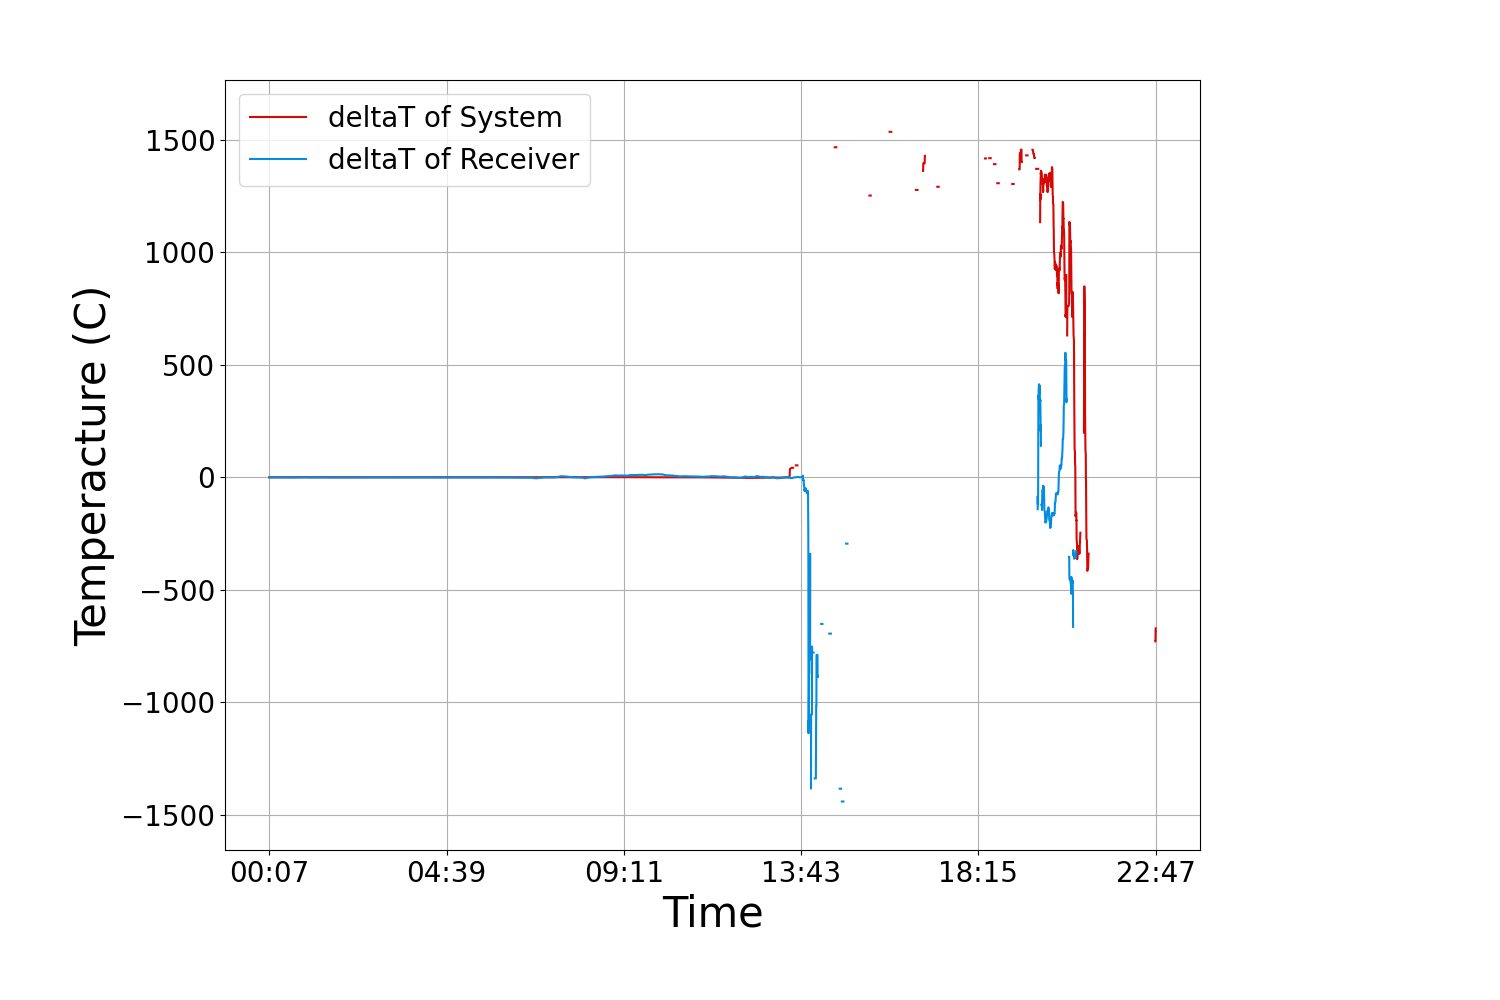 deltaT of System
deltaT of Receiver
1500
1000
500
0
−500
−1000
−1500
Temperacture (C)
00:07 04:39 09:11 13:43 18:15 22:47
Time